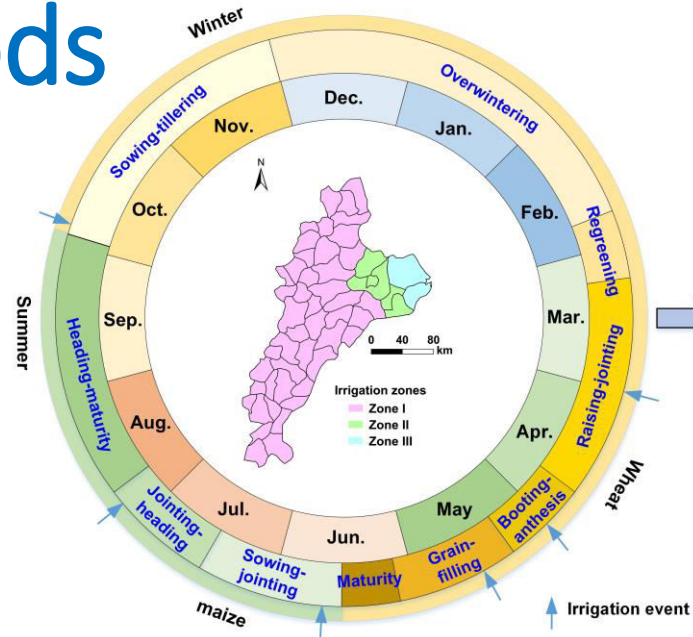 ods
Winter
Summer
maize
Wheat
Sowing-tillering
Overwintering
Regreening
Raising-jointing
Booting-
anthesis
Grain-
filling
Maturity
Sowing-
jointing
Jointing-
heading
Heading-maturity
Dec.
Jan.
Feb.
Mar.
Apr.
May
Jun.
Jul.
Aug.
Sep.
Oct.
Nov.
N
0 40 80
km
Irrigation zones
Zone I
Zone II
Zone III
Irrigation event